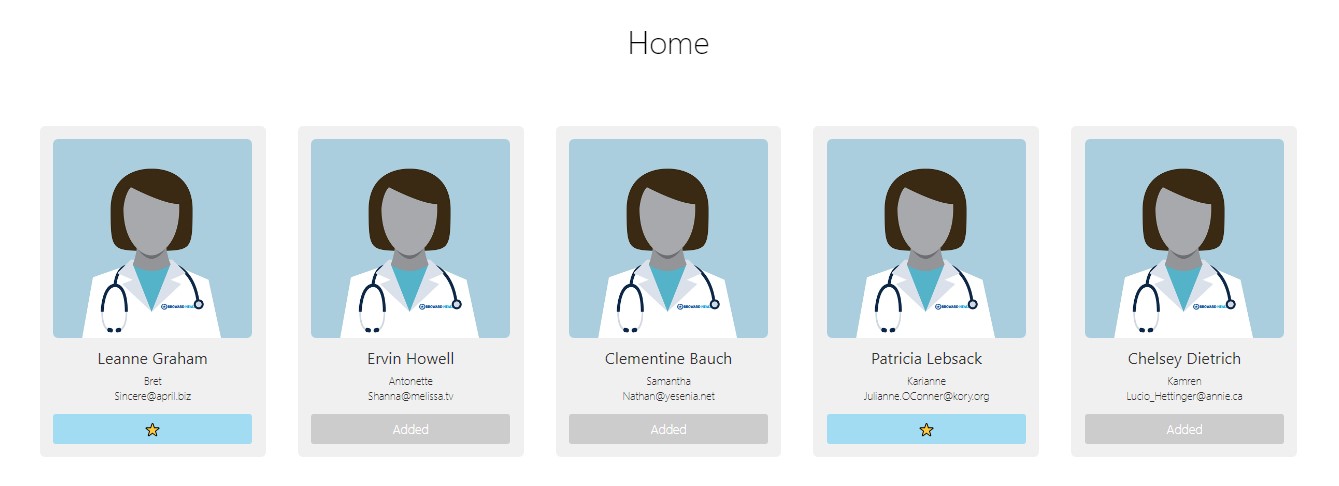 Home
Leanne Graham
Bret
Sincere@april.biz
Ervin Howell
Antonette
Shanna@melissa.tv
Added
Clementine Bauch
Samantha
Nathan@yesenia.net
Added
Patricia Lebsack
Karianne
Julianne.OConner@kory.org
Chelsey Dietrich
Kamren
Lucio_Hettinger@annie.ca
Added